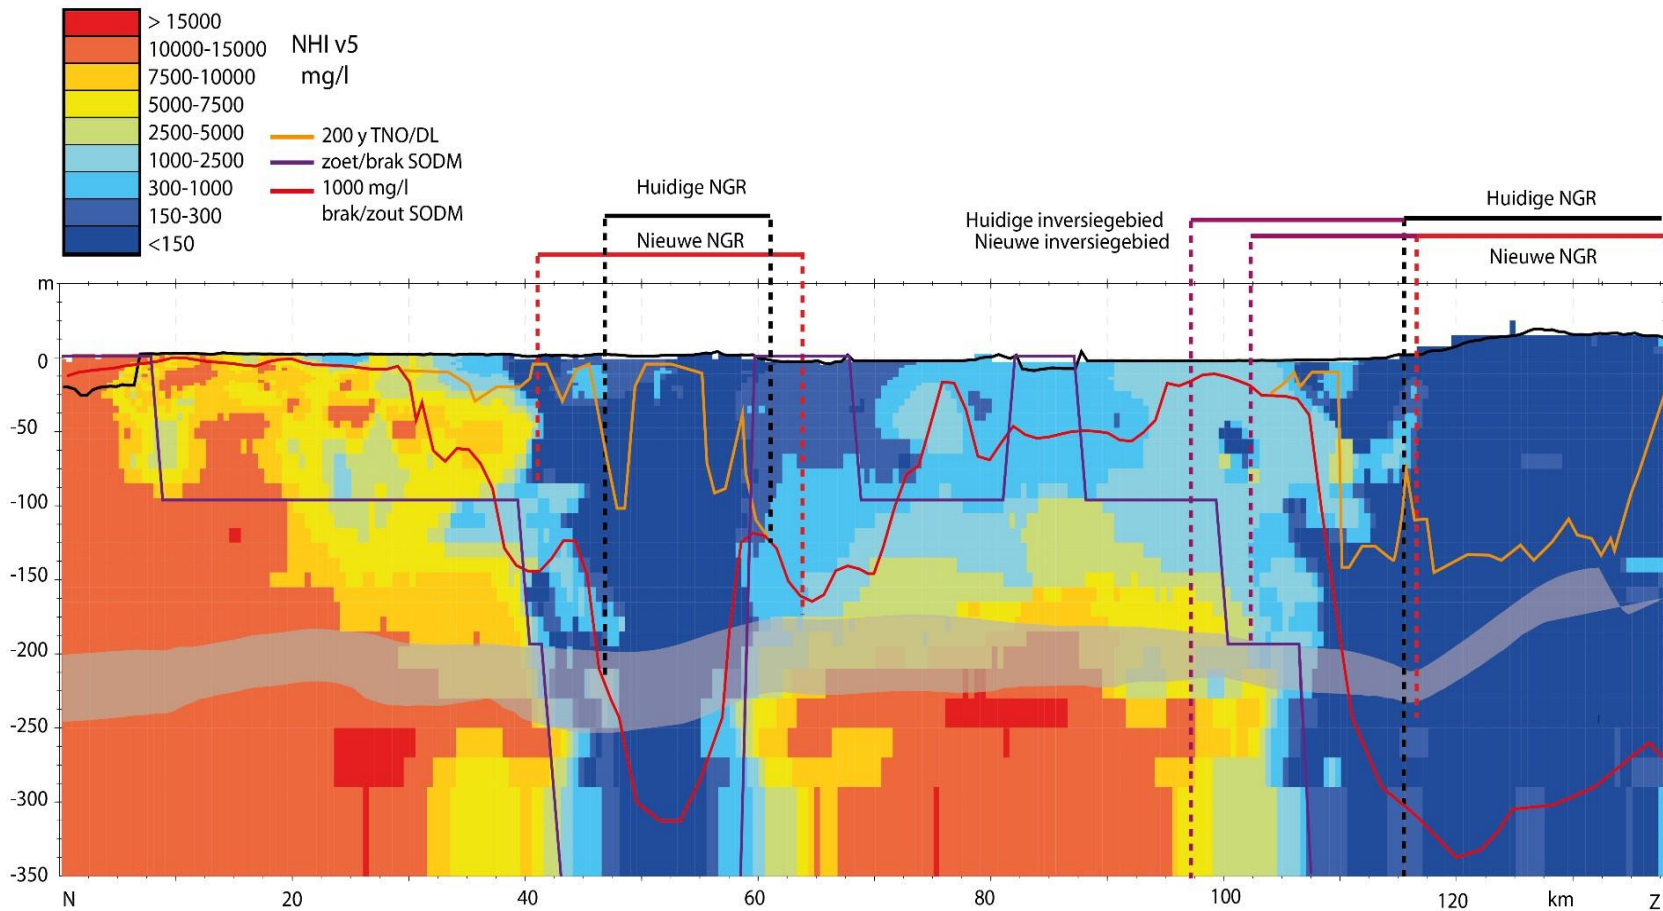 > 15000
10000-15000
7500-10000
5000-7500
2500-5000
1000-2500
300-1000
150-300
<150
NHI v5
mg/l
200 y TNO/DL
zoet/brak SODM
1000 mg/l
brak/zout SODM
Huidige NGR
Nieuwe NGR
Huidige inversiegebied
Nieuwe inversiegebied
Huidige NGR
Nieuwe NGR
m
0
-50
-100
-150
-200
-250
-300
-350
N 20 40 60 80 100 120 km Z